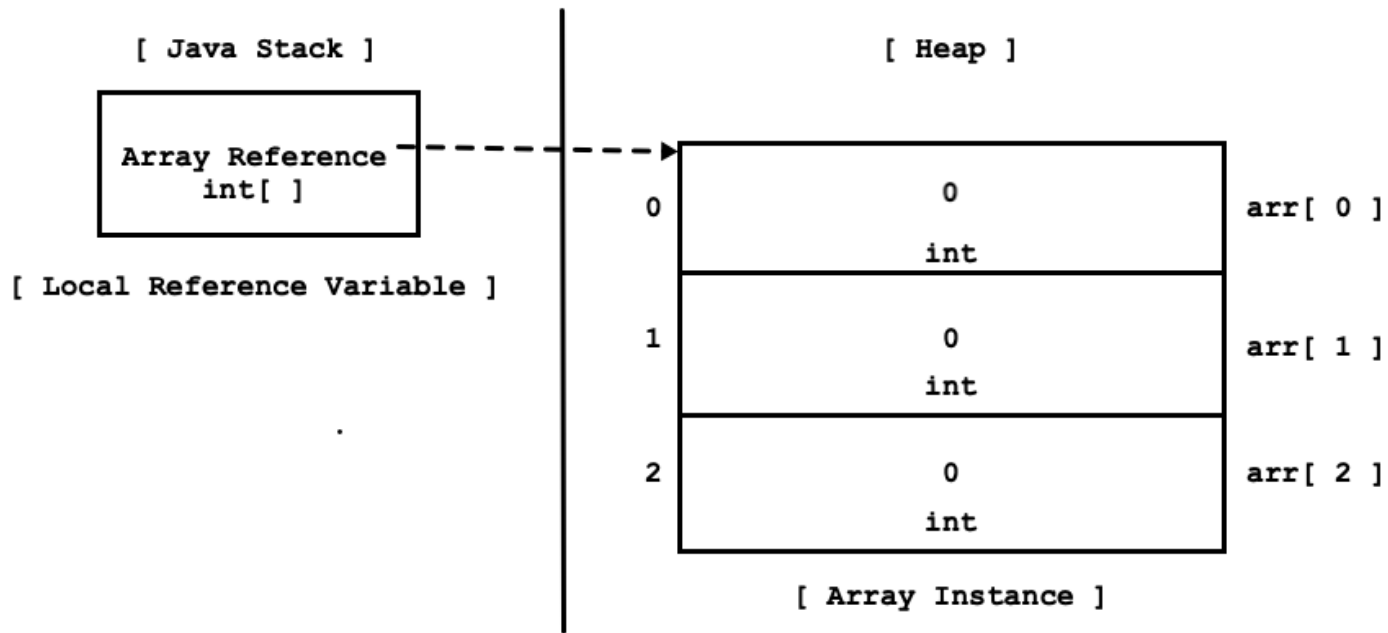 [ Java Stack ]
Array Reference
int[ ]
[ Local Reference Variable ]
[ Heap ]
0
0
int
arr[ 0 ]
1
0
int
arr[ 1 ]
2
0
int
arr[ 2 ]
[ Array Instance ]